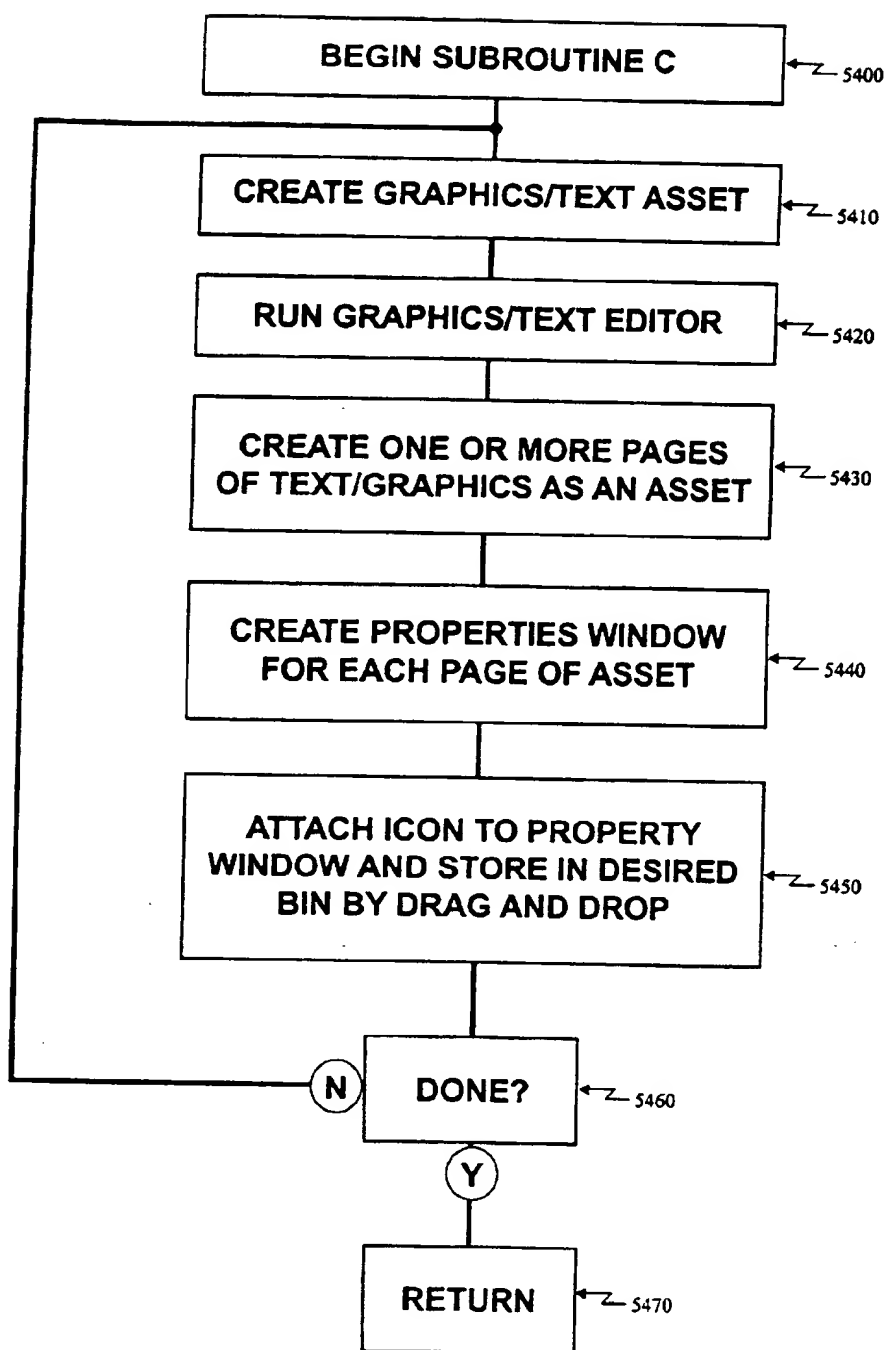 BEGIN SUBROUTINE C
5400
CREATE GRAPHICS/TEXT ASSET
5410
RUN GRAPHICS/TEXT EDITOR
5420
CREATE ONE OR MORE PAGES
OF TEXT/GRAPHICS AS AN ASSET
5430
CREATE PROPERTIES WINDOW
FOR EACH PAGE OF ASSET
5440
ATTACH ICON TO PROPERTY
WINDOW AND STORE IN DESIRED
BIN BY DRAG AND DROP
5450
N
DONE?
5460
Y
RETURN
5470